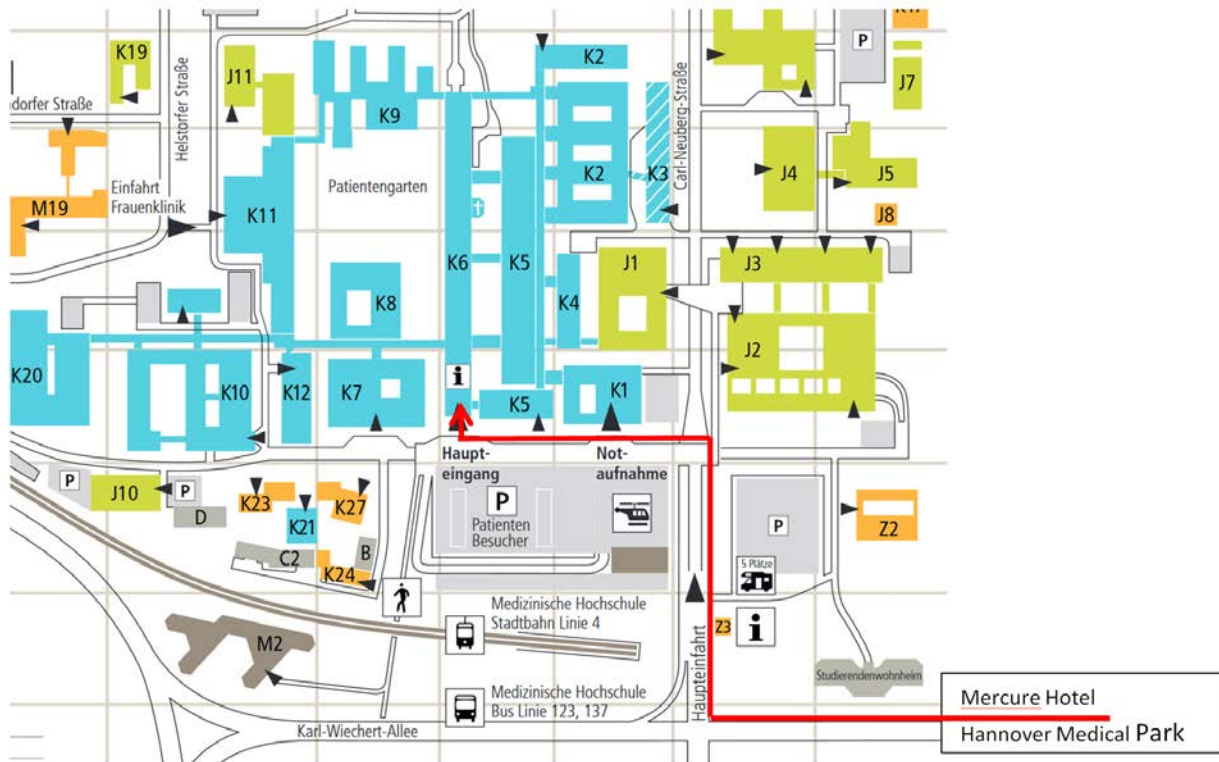 K19
Helstorfer Straße
J11
K9
K2
Carl-Neuberg-Straße
P
J7
dorfer Straße
Einfahrt
Frauenklinik
M19
K11
Patientengarten
K6
K5
K2
K3
J4
J5
J8
K8
K4
J1
J3
J2
K20
K10
K12
K7
i
K5
K1
Haupt-
eingang
Not-
aufnahme
P
J10
P
D
K23
K27
K21
C2
B
K24
P
Patienten
Besucher
P
Z2
5 Plätze
Medizinische Hochschule
Stadtbahn Linie 4
Z3
i
M2
Haupteinfahrt
Studierendenwohnheim
Medizinische Hochschule
Bus Linie 123, 137
Karl-Wiechert-Allee
Mercure Hotel
Hannover Medical Park